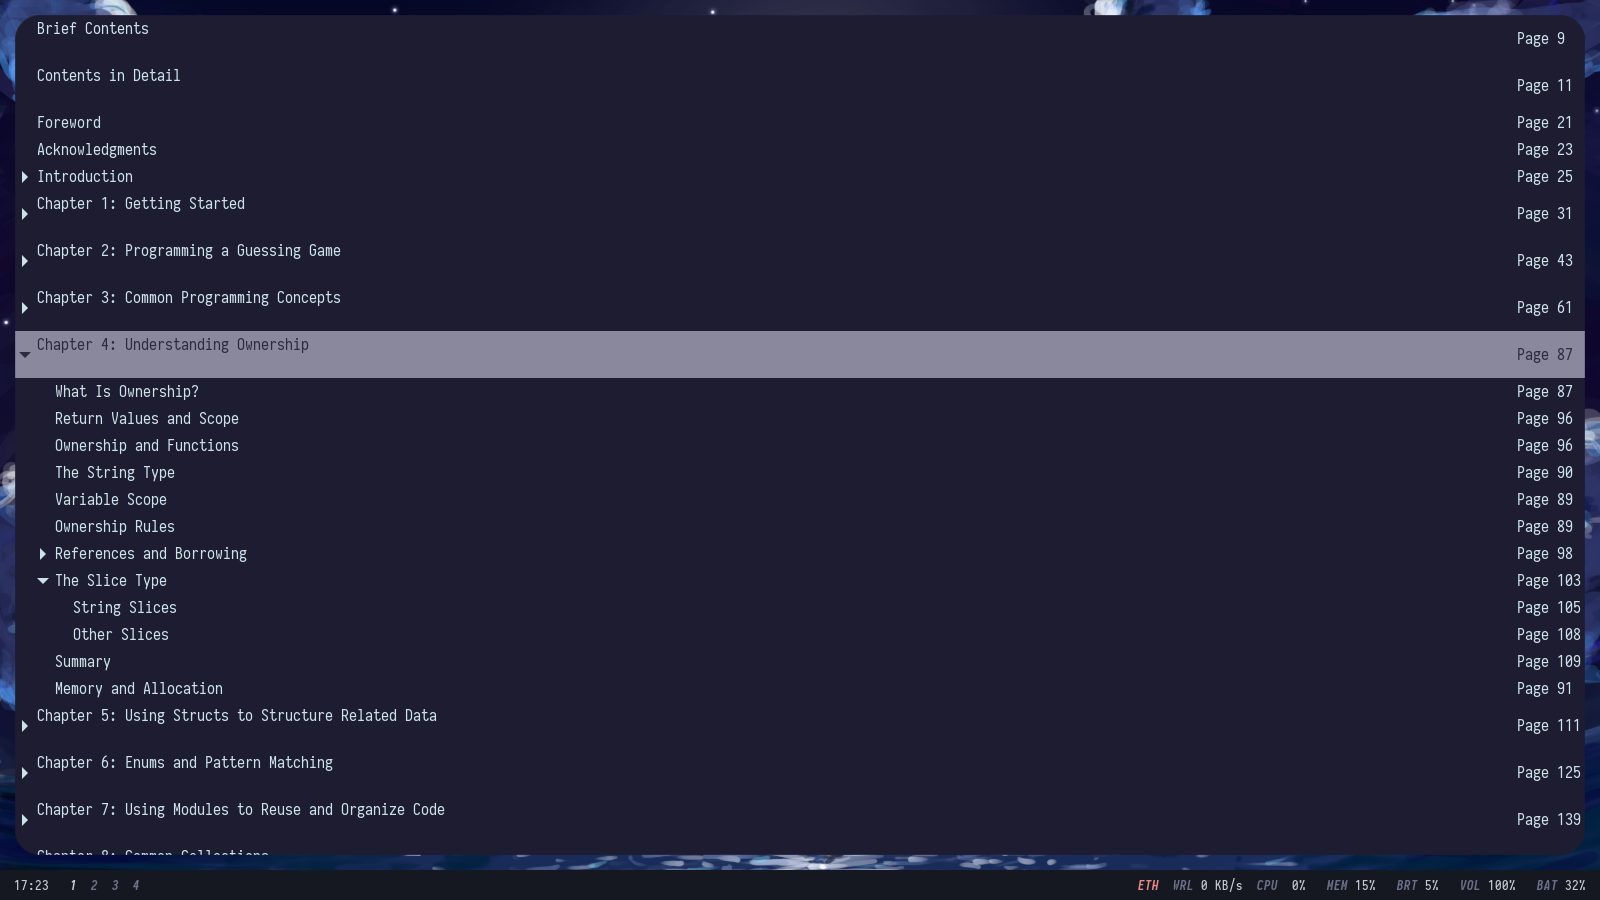 Brief Contents Page 9
Contents in Detail Page 11
Foreword Page 21
Acknowledgments Page 23
Introduction Page 25
Chapter 1: Getting Started Page 31
Chapter 2: Programming a Guessing Game Page 43
Chapter 3: Common Programming Concepts Page 61
Chapter 4: Understanding Ownership Page 87
What Is Ownership? Page 87
Return Values and Scope Page 96
Ownership and Functions Page 96
The String Type Page 90
Variable Scope Page 89
Ownership Rules Page 89
References and Borrowing Page 98
The Slice Type Page 103
String Slices Page 105
Other Slices Page 108
Summary Page 109
Memory and Allocation Page 91
Chapter 5: Using Structs to Structure Related Data Page 111
Chapter 6: Enums and Pattern Matching Page 125
Chapter 7: Using Modules to Reuse and Organize Code Page 139
Chapter 8: Common Collections
17:23 1 2 3 4 ETH WRL 0 KB/s CPU 0% MEM 15% BRT 5% VOL 100% BAT 32%